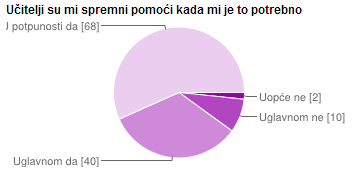 Učitelji su mi spremni pomoći kada mi je to potrebno
U potpunosti da [68]
Uopće ne [2]
Uglavnom ne [10]
Uglavnom da [40]